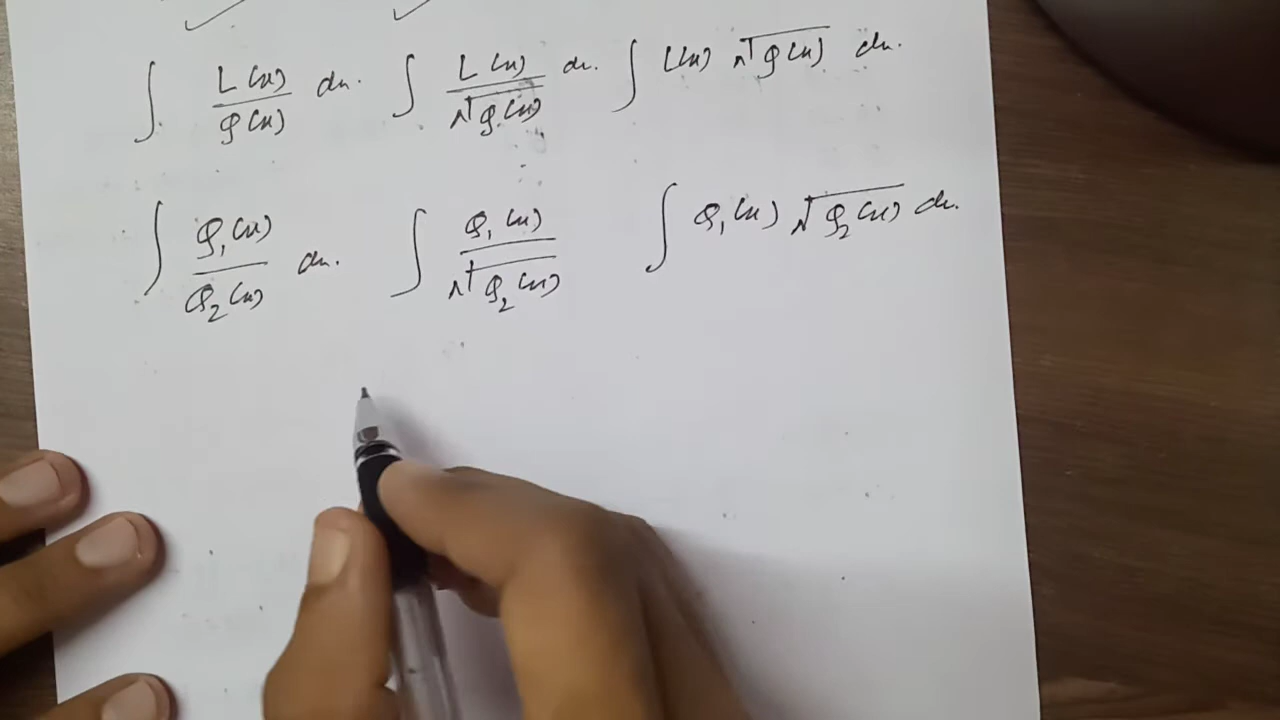 ∫ L(x)/Q(x) dx. ∫ L(x)/√Q(x) dx. ∫ L(x) √Q(x) dx.
∫ Q₁(x)/Q₂(x) dx. ∫ Q₁(x)/√Q₂(x) ∫ Q₁(x) √Q₂(x) dx.